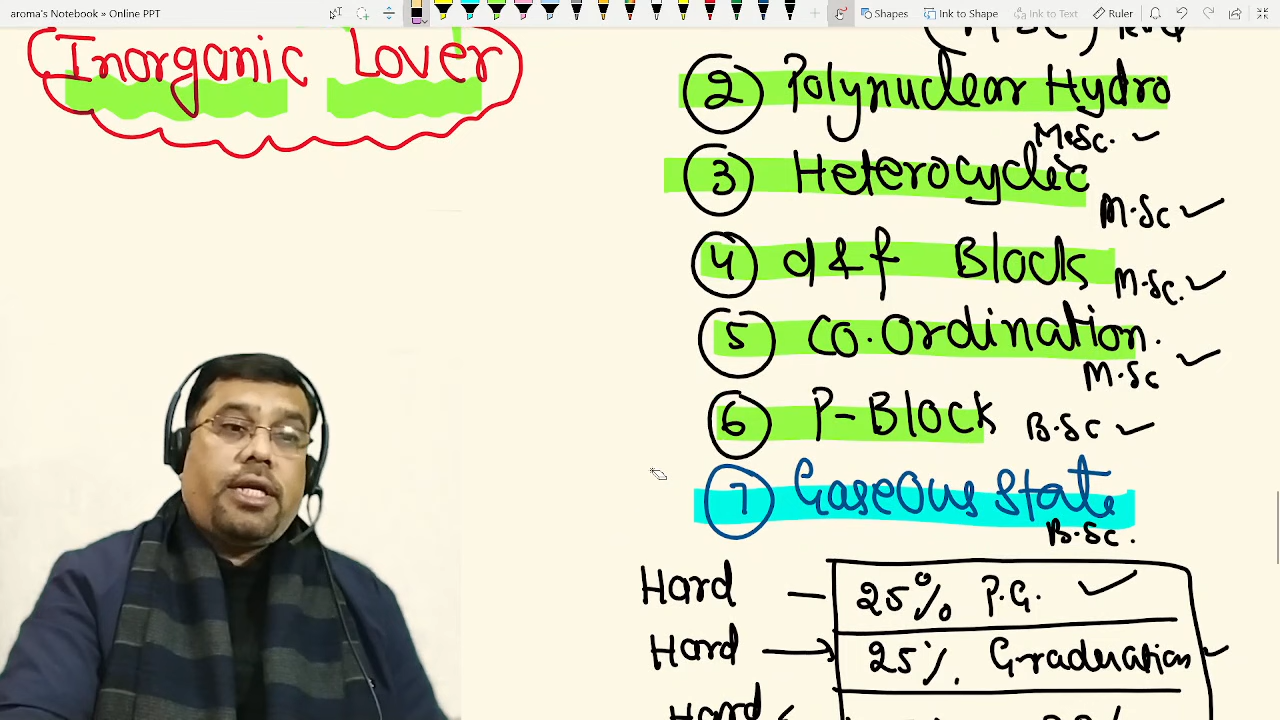 aroma's Notebook » Online PPT
Shapes
Ink to Shape
Ink to Text
Ruler
Inorganic Lover
2 Polynuclear Hydro
M.Sc.
3 Heterocyclic
M.Sc
4 d & f Block
M.Sc.
5 Co.Ordination.
M.Sc
6 P-Block B.Sc
7 Gaseous State
B.Sc.
Hard — 25% P.G.
Hard → 25% Graduation
Hard